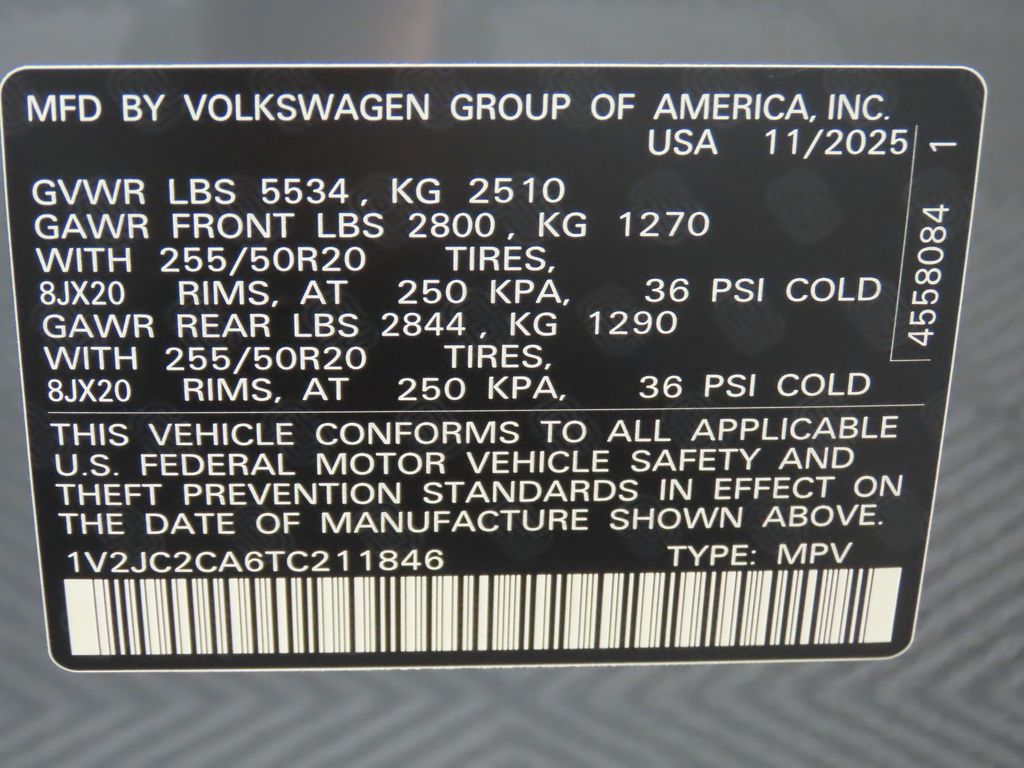 MFD BY VOLKSWAGEN GROUP OF AMERICA, INC.
USA 11/2025
GVWR LBS 5534, KG 2510
GAWR FRONT LBS 2800, KG 1270
WITH 255/50R20 TIRES,
8JX20 RIMS, AT 250 KPA, 36 PSI COLD
GAWR REAR LBS 2844, KG 1290
WITH 255/50R20 TIRES,
8JX20 RIMS, AT 250 KPA, 36 PSI COLD
THIS VEHICLE CONFORMS TO ALL APPLICABLE
U.S. FEDERAL MOTOR VEHICLE SAFETY AND
THEFT PREVENTION STANDARDS IN EFFECT ON
THE DATE OF MANUFACTURE SHOWN ABOVE.
1V2JC2CA6TC211846 TYPE: MPV
4558084 1